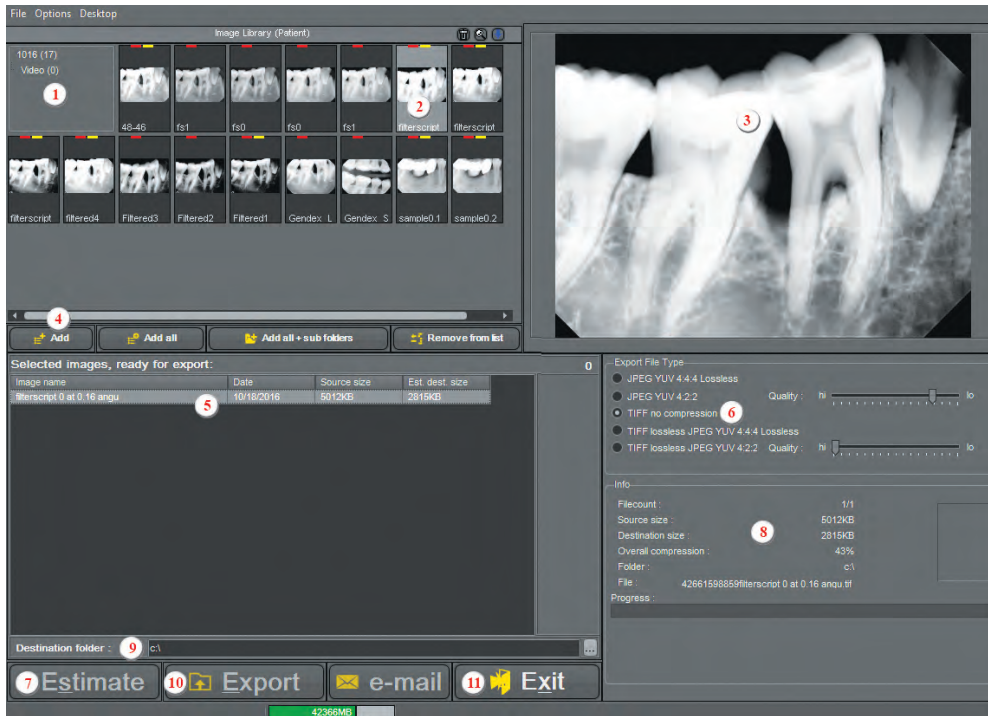 File Options Desktop
Image Library (Patient)
1016 (17)
Video (0)
1
2
3
48-46 fs1 fs0 fs0 fs1 filterscript filterscript
filterscript filtered4 Filtered3 Filtered2 Filtered1 Gendex L Gendex S sample0.1 sample0.2
4
Add Add all Add all + sub folders Remove from list
Selected images, ready for export: 0
Image name Date Source size Est. dest. size
filterscript 0 at 0.16 angu 10/18/2016 5012KB 2815KB
5
Export File Type
JPEG YUV 4:4:4 Lossless
JPEG YUV 4:2:2 Quality : hi lo
TIFF no compression 6
TIFF lossless JPEG YUV 4:4:4 Lossless
TIFF lossless JPEG YUV 4:2:2 Quality : hi lo
Info
Filecount : 1/1
Source size : 5012KB
Destination size : 2815KB
8
Overall compression : 43%
Folder : c:\
File : 42661598859filterscript 0 at 0.16 angu.tif
Progress :
Destination folder : 9 c:\ ...
7 Estimate 10 Export e-mail 11 Exit
42366MB